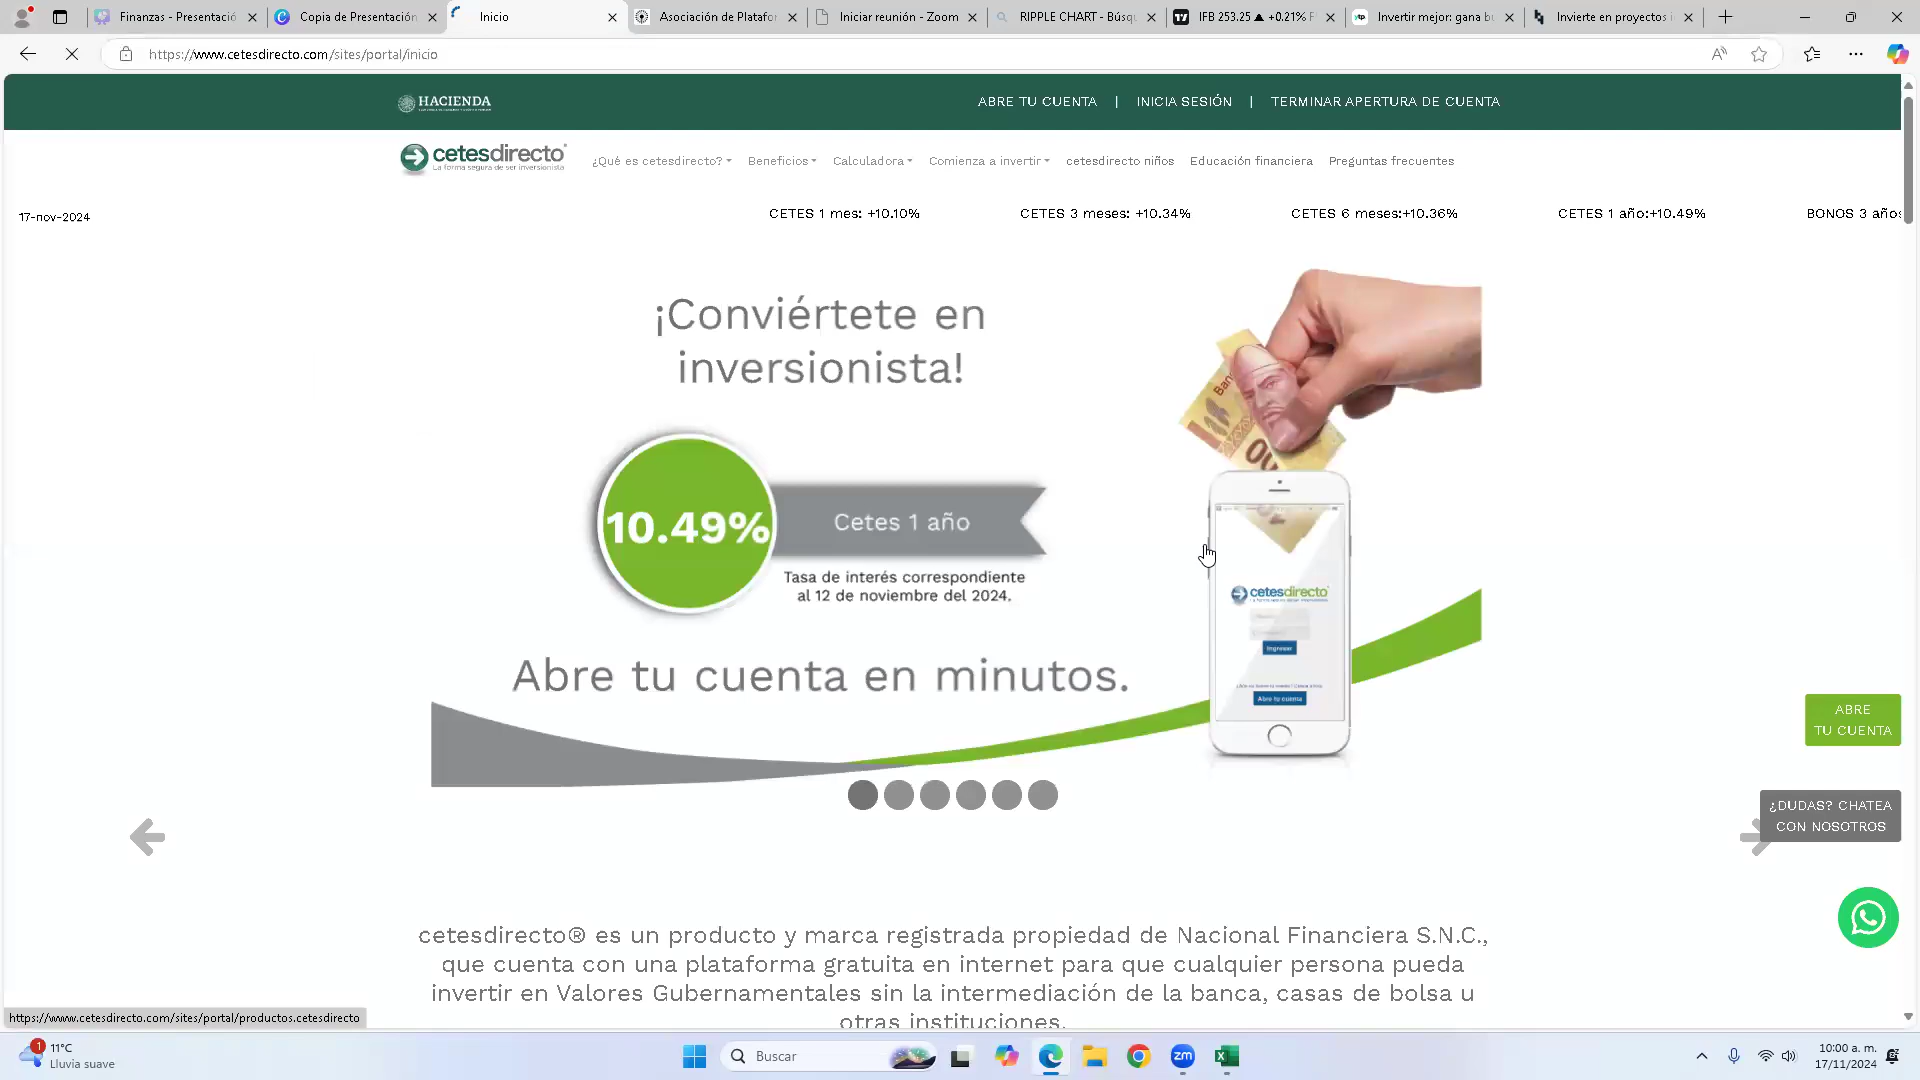 Finanzas - Presentació
Copia de Presentación
Inicio
Asociación de Platafor
Iniciar reunión - Zoom
RIPPLE CHART - Búsq
IFB 253.25 ▲ +0.21% F
Invertir mejor: gana b
Invierte en proyectos i
https://www.cetesdirecto.com/sites/portal/inicio
HACIENDA
ABRE TU CUENTA | INICIA SESIÓN | TERMINAR APERTURA DE CUENTA
cetesdirecto
La forma segura de ser inversionista
¿Qué es cetesdirecto? Beneficios Calculadora Comienza a invertir cetesdirecto niños Educación financiera Preguntas frecuentes
17-nov-2024
CETES 1 mes: +10.10% CETES 3 meses: +10.34% CETES 6 meses:+10.36% CETES 1 año:+10.49% BONOS 3 años
¡Conviértete en
inversionista!
10.49%
Cetes 1 año
Tasa de interés correspondiente
al 12 de noviembre del 2024.
cetesdirecto
Ingresar
Abre tu cuenta
Abre tu cuenta en minutos.
ABRE
TU CUENTA
¿DUDAS? CHATEA
CON NOSOTROS
cetesdirecto® es un producto y marca registrada propiedad de Nacional Financiera S.N.C.,
que cuenta con una plataforma gratuita en internet para que cualquier persona pueda
invertir en Valores Gubernamentales sin la intermediación de la banca, casas de bolsa u
otras instituciones.
https://www.cetesdirecto.com/sites/portal/productos.cetesdirecto
1
11°C
Lluvia suave
Buscar
zm
10:00 a. m.
17/11/2024